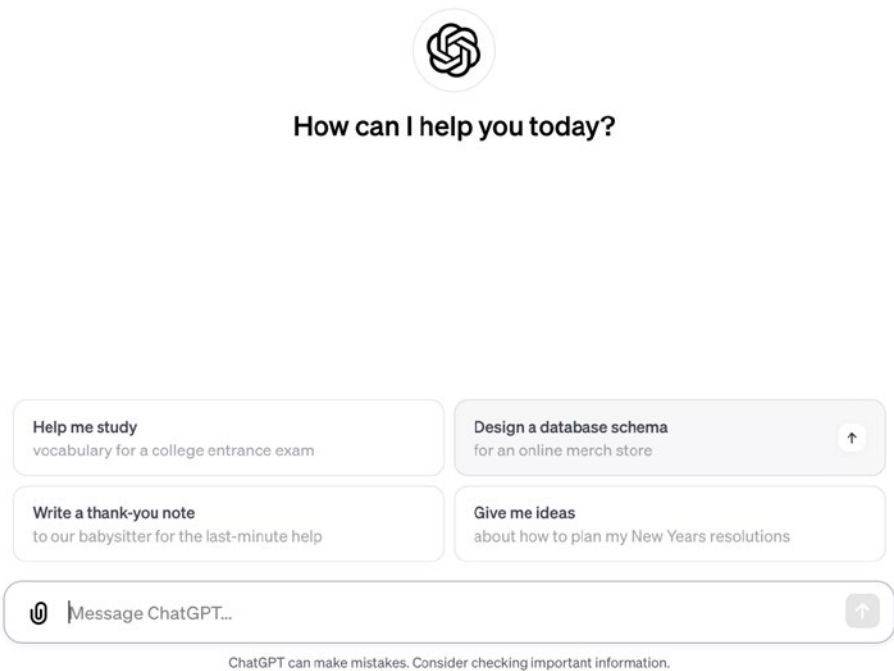 How can I help you today?
Help me study
vocabulary for a college entrance exam
Design a database schema
for an online merch store
Write a thank-you note
to our babysitter for the last-minute help
Give me ideas
about how to plan my New Years resolutions
Message ChatGPT...
ChatGPT can make mistakes. Consider checking important information.